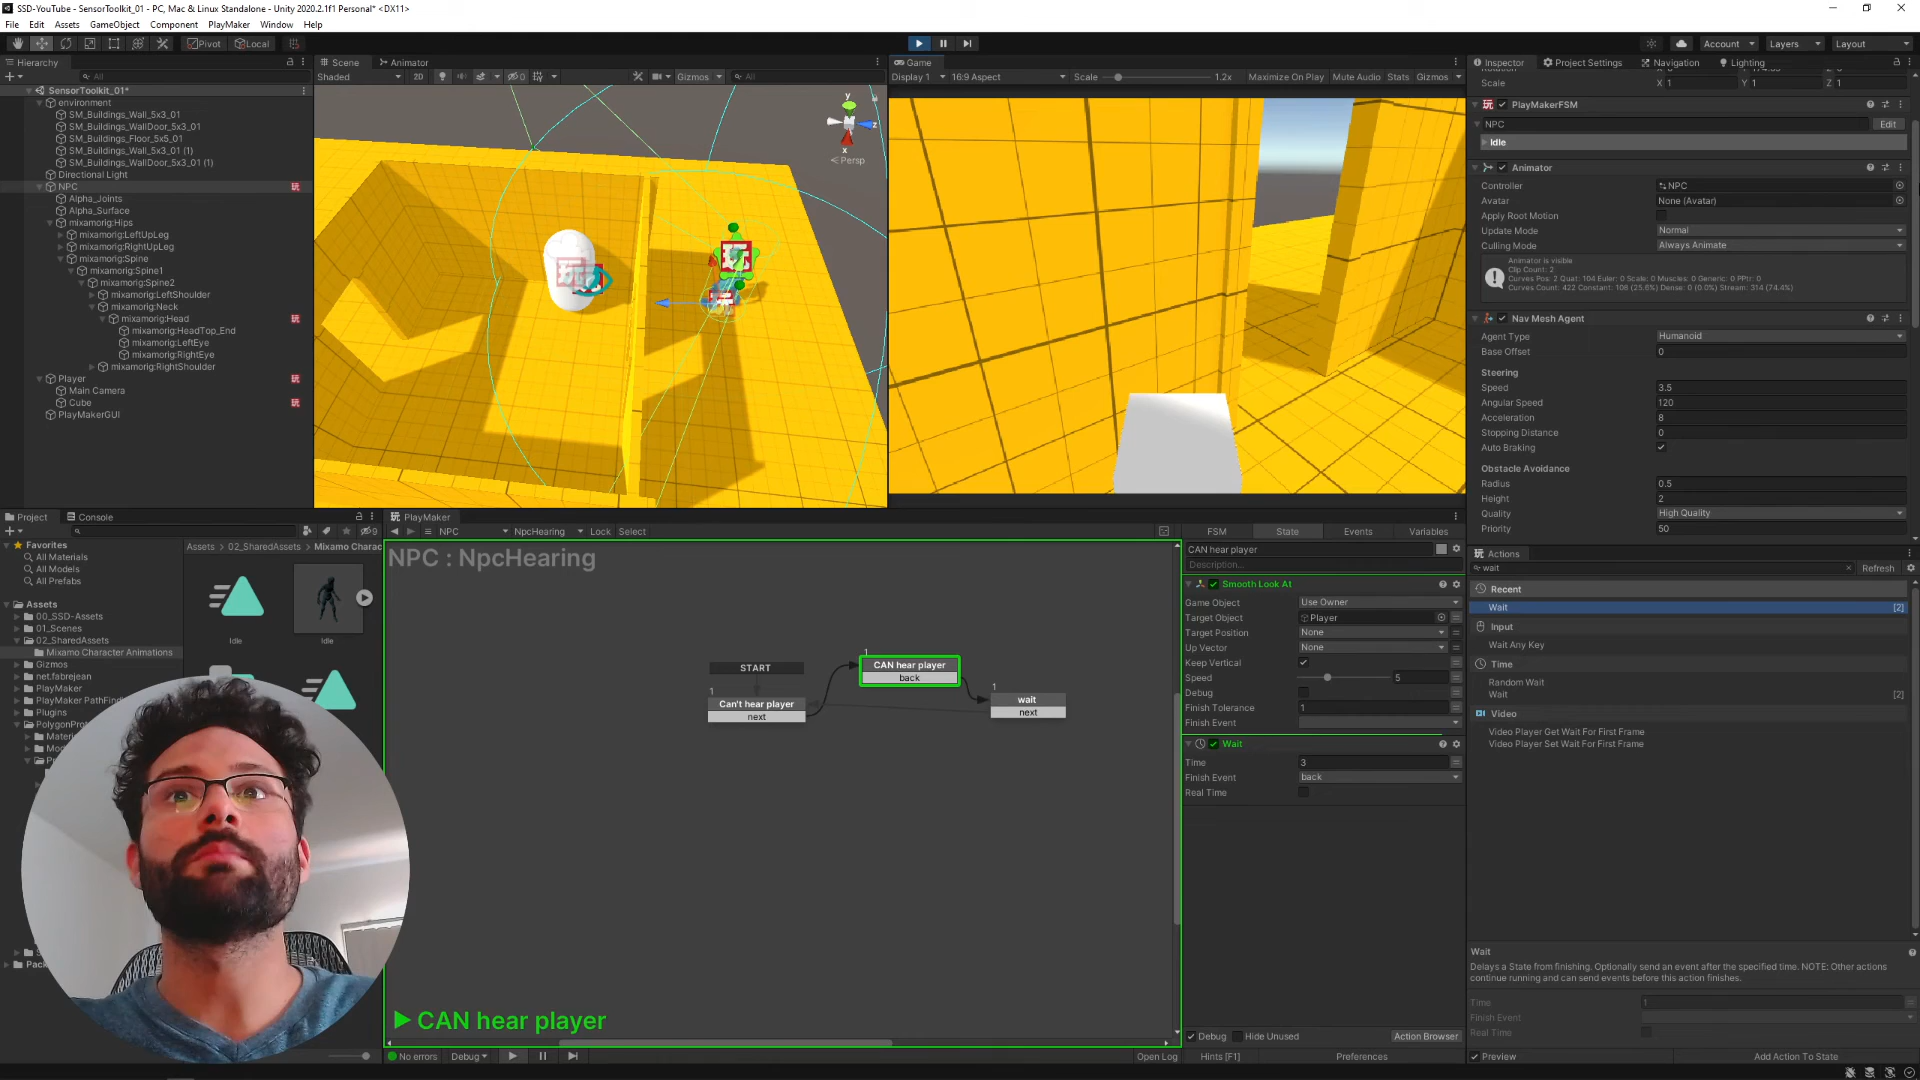 SSD-YouTube - SensorToolkit_01 - PC, Mac & Linux Standalone - Unity 2020.2.1f1 Personal* <DX11>
File Edit Assets GameObject Component PlayMaker Window Help
Pivot Local
Account Layers Layout
Hierarchy
All
SensorToolkit_01*
environment
SM_Buildings_Wall_5x3_01
SM_Buildings_WallDoor_5x3_01
SM_Buildings_Floor_5x5_01
SM_Buildings_Wall_5x3_01 (1)
SM_Buildings_WallDoor_5x3_01 (1)
Directional Light
NPC
Alpha_Joints
Alpha_Surface
mixamorig:Hips
mixamorig:LeftUpLeg
mixamorig:RightUpLeg
mixamorig:Spine
mixamorig:Spine1
mixamorig:Spine2
mixamorig:LeftShoulder
mixamorig:Neck
mixamorig:Head
mixamorig:HeadTop_End
mixamorig:LeftEye
mixamorig:RightEye
mixamorig:RightShoulder
Player
Main Camera
Cube
PlayMakerGUI
Scene Animator
Shaded 2D 0 Gizmos All
y
z
x
< Persp
Game
Display 1 16:9 Aspect Scale 1.2x Maximize On Play Mute Audio Stats Gizmos
Inspector Project Settings Navigation Lighting
Scale X 1 Y 1 Z 1
PlayMakerFSM
NPC Edit
Idle
Animator
Controller NPC
Avatar None (Avatar)
Apply Root Motion
Update Mode Normal
Culling Mode Always Animate
Animator is visible
Clip Count: 2
Curves Pos: 2 Quat: 104 Euler: 0 Scale: 0 Muscles: 0 Generic: 0 PPtr: 0
Curves Count: 422 Constant: 108 (25.6%) Dense: 0 (0.0%) Stream: 314 (74.4%)
Nav Mesh Agent
Agent Type Humanoid
Base Offset 0
Steering
Speed 3.5
Angular Speed 120
Acceleration 8
Stopping Distance 0
Auto Braking
Obstacle Avoidance
Radius 0.5
Height 2
Quality High Quality
Priority 50
Project Console
9
Favorites
All Materials
All Models
All Prefabs
Assets
00_SSD-Assets
01_Scenes
02_SharedAssets
Mixamo Character Animations
Gizmos
net.fabrejean
PlayMaker
PlayMaker PathFindin
Plugins
PolygonProt
Materi
Mod
Pr
Pack
Assets > 02_SharedAssets > Mixamo Charac
Idle Idle
PlayMaker
NPC NpcHearing Lock Select
NPC : NpcHearing
START
1
Can't hear player
next
1
CAN hear player
back
1
wait
next
CAN hear player
No errors Debug Open Log
FSM State Events Variables
CAN hear player
Description...
Smooth Look At
Game Object Use Owner
Target Object Player
Target Position None
Up Vector None
Keep Vertical
Speed 5
Debug
Finish Tolerance 1
Finish Event
Wait
Time 3
Finish Event back
Real Time
Debug Hide Unused Action Browser
Hints [F1] Preferences
Actions
wait Refresh
Recent
Wait [2]
Input
Wait Any Key
Time
Random Wait
Wait [2]
Video
Video Player Get Wait For First Frame
Video Player Set Wait For First Frame
Wait
Delays a State from finishing. Optionally send an event after the specified time. NOTE: Other actions
continue running and can send events before this action finishes.
Time 1
Finish Event
Real Time
Preview Add Action To State